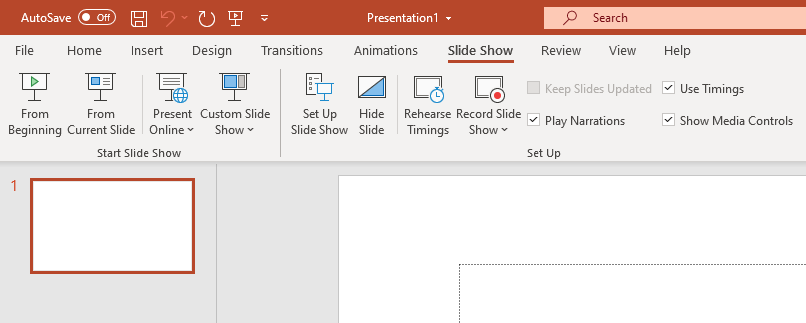 AutoSave Off Presentation1 Search
File Home Insert Design Transitions Animations Slide Show Review View Help
From Beginning
From Current Slide
Present Online
Custom Slide Show
Set Up Slide Show
Hide Slide
Rehearse Timings
Record Slide Show
Keep Slides Updated
Use Timings
Play Narrations
Show Media Controls
Start Slide Show
Set Up
1